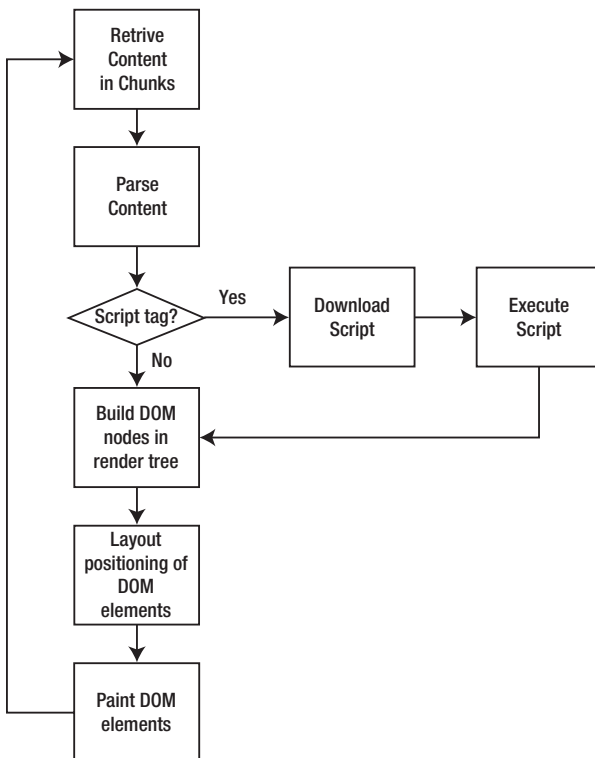 Retrive
Content
in Chunks
Parse
Content
Script tag?
Yes
Download
Script
Execute
Script
No
Build DOM
nodes in
render tree
Layout
positioning of
DOM
elements
Paint DOM
elements